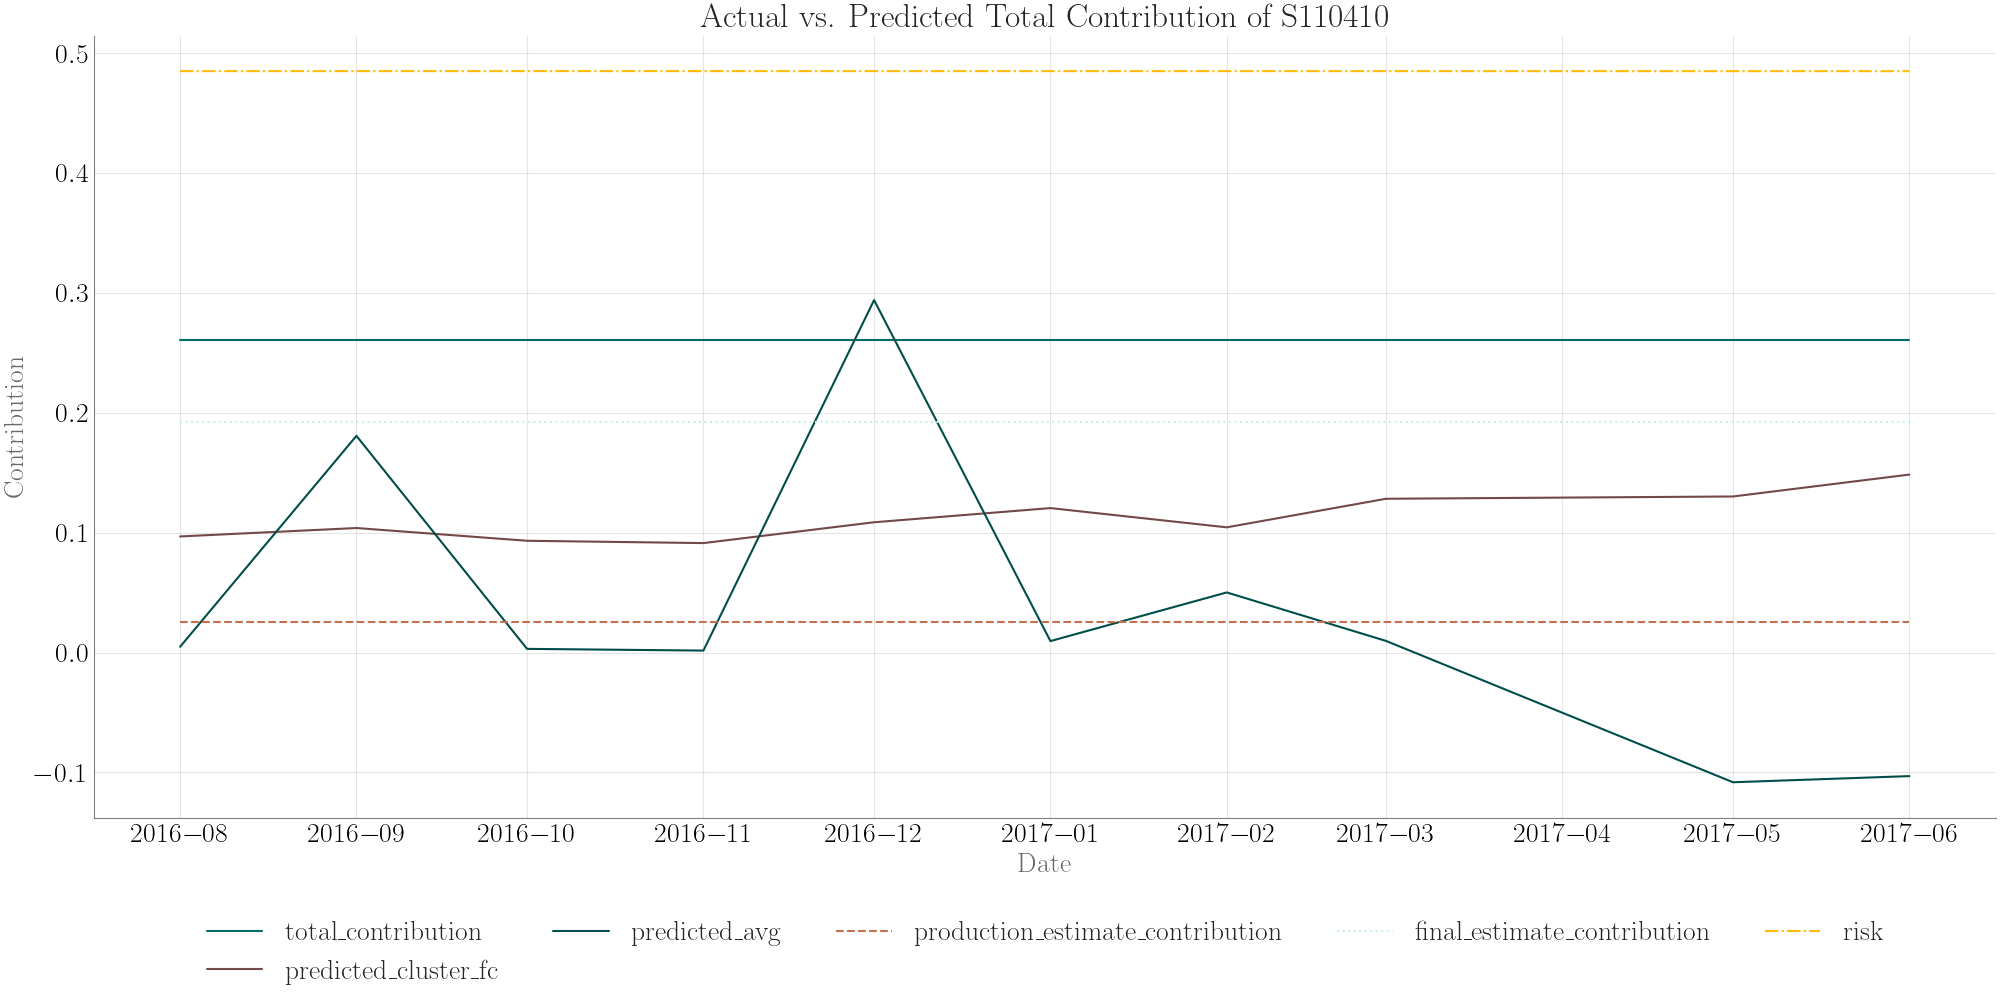 Actual vs. Predicted Total Contribution of S110410
0.5
0.4
0.3
0.2
0.1
0.0
−0.1
Contribution
2016−08 2016−09 2016−10 2016−11 2016−12 2017−01 2017−02 2017−03 2017−04 2017−05 2017−06
Date
total_contribution predicted_avg production_estimate_contribution final_estimate_contribution risk
predicted_cluster_fc